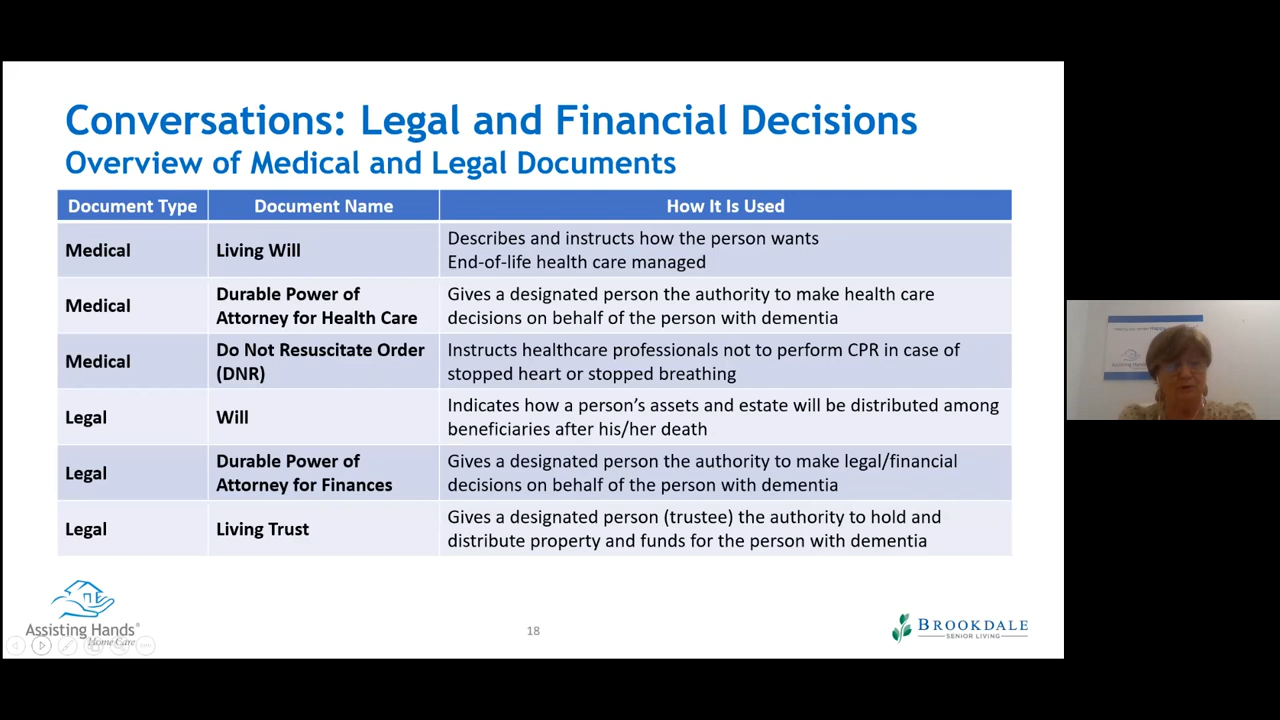 Conversations: Legal and Financial Decisions
Overview of Medical and Legal Documents
Document Type Document Name How It Is Used
Medical
Living Will
Describes and instructs how the person wants
End-of-life health care managed
Medical
Durable Power of
Attorney for Health Care
Gives a designated person the authority to make health care
decisions on behalf of the person with dementia
Medical
Do Not Resuscitate Order
(DNR)
Instructs healthcare professionals not to perform CPR in case of
stopped heart or stopped breathing
Legal
Will
Indicates how a person’s assets and estate will be distributed among
beneficiaries after his/her death
Legal
Durable Power of
Attorney for Finances
Gives a designated person the authority to make legal/financial
decisions on behalf of the person with dementia
Legal
Living Trust
Gives a designated person (trustee) the authority to hold and
distribute property and funds for the person with dementia
Assisting Hands®
Home Care
18
BROOKDALE
SENIOR LIVING
Assisting Hands